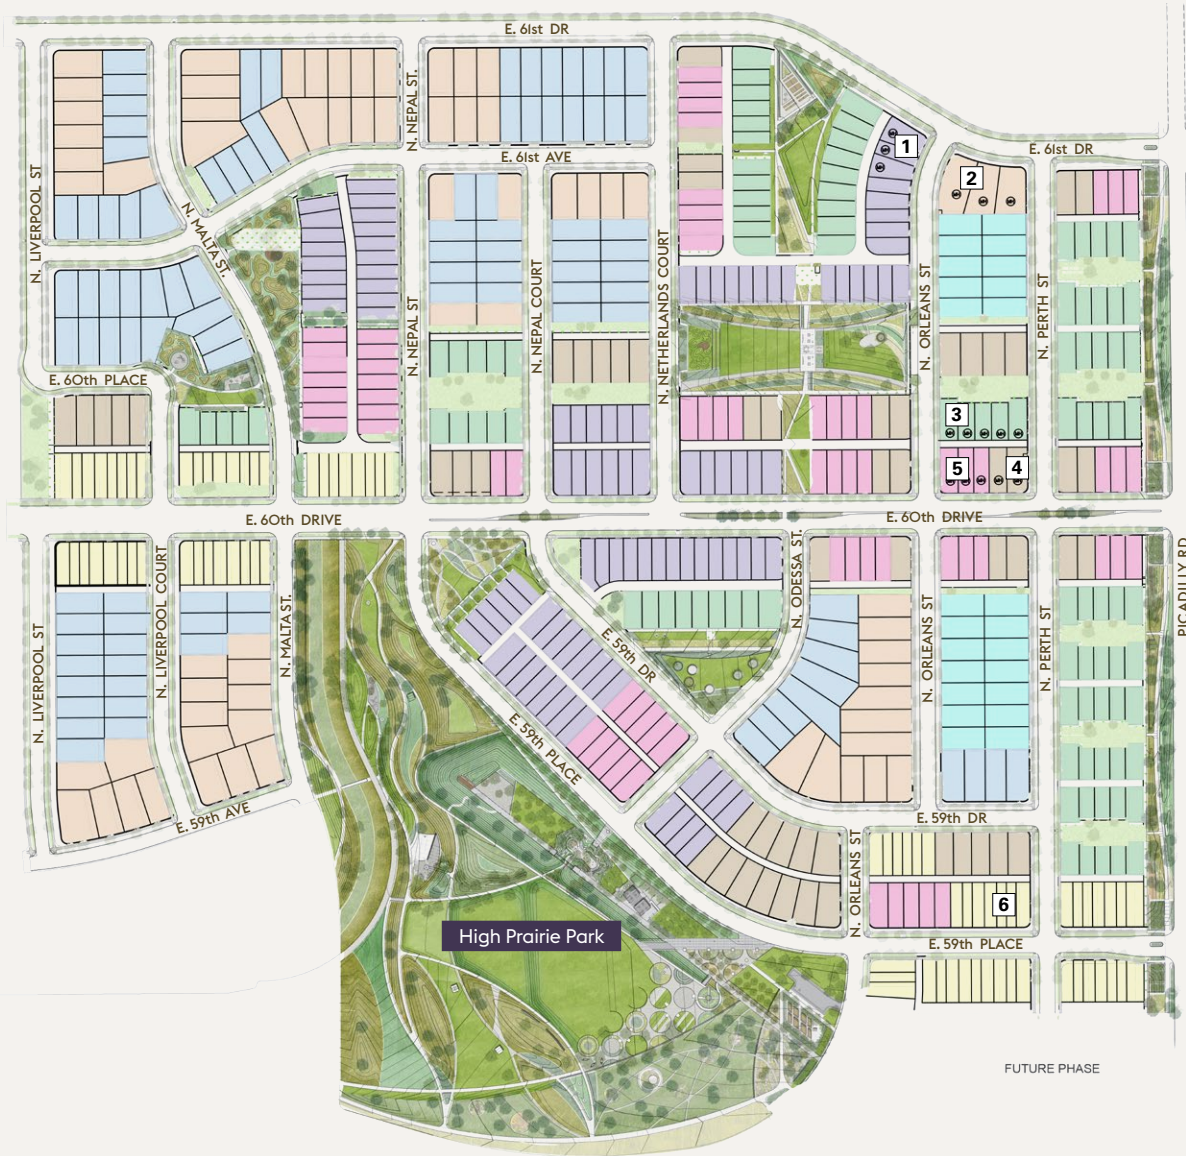 E. 61st DR
N. LIVERPOOL ST
N. MALTA ST.
N. NEPAL ST.
E. 61st AVE
1
E. 61st DR
2
N. NEPAL ST
N. NEPAL COURT
N. NETHERLANDS COURT
N. ORLEANS ST
N. PERTH ST
E. 60th PLACE
3
5
4
E. 60th DRIVE
E. 60th DRIVE
N. LIVERPOOL ST
N. LIVERPOOL COURT
N. MALTA ST.
E. 59th DR
N. ODESSA ST.
N. ORLEANS ST
N. PERTH ST
PICADILLY RD
E. 59th PLACE
E. 59th AVE
E. 59th DR
N. ORLEANS ST
6
High Prairie Park
E. 59th PLACE
FUTURE PHASE